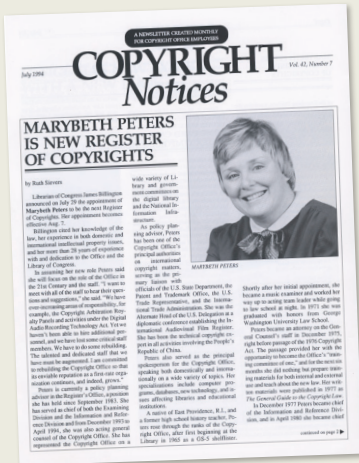 A NEWSLETTER CREATED MONTHLY
FOR COPYRIGHT OFFICE EMPLOYEES
COPYRIGHT
Notices
July 1994
Vol. 41, Number 7
MARYBETH PETERS
IS NEW REGISTER
OF COPYRIGHTS
by Ruth Sievers
Librarian of Congress James Billington
announced on July 29 the appointment of
Marybeth Peters to be the next Register
of Copyrights. Her appointment becomes
effective Aug. 7.
Billington cited her knowledge of the
law, her experience in both domestic and
international intellectual property issues,
and her more than 28 years of experience
with and dedication to the Office and the
Library of Congress.
In assuming her new role Peters said
she will focus on the role of the Office in
the 21st Century and the staff. "I want to
meet with all of the staff to hear their ques-
tions and suggestions," she said. "We have
ever-increasing areas of responsibility, for
example, the Copyright Arbitration Roy-
alty Panels and activities under the Digital
Audio Recording Technology Act. Yet we
haven't been able to hire additional per-
sonnel, and we have lost some critical staff
members. We have to do some rebuilding.
The talented and dedicated staff that we
have must be augmented. I am committed
to rebuilding the Copyright Office so that
its enviable reputation as a first rate orga-
nization continues, and indeed, grows."
Peters is currently a policy planning
adviser in the Register's Office, a position
she has held since September 1983. She
has served as chief of both the Examining
Division and the Information and Refer-
ence Division and from December 1993 to
April 1994, she was also acting general
counsel of the Copyright Office. She has
represented the Copyright Office on a
wide variety of Li-
brary and govern-
ment committees on
the digital library
and the National In-
formation Infra-
structure.
As policy plan-
ning advisor, Peters
has been one of the
Copyright Office's
principal authorities
on international
copyright matters,
serving as the pri-
mary liaison with
officials of the U.S. State Department, the
Patent and Trademark Office, the U.S.
Trade Representative, and the Interna-
tional Trade Administration. She was the
Alternate Head of the U.S. Delegation at a
diplomatic conference establishing the In-
ternational Audiovisual Film Register.
She has been the technical copyright ex-
pert in all activities involving the People's
Republic of China.
Peters also served as the principal
spokesperson for the Copyright Office,
speaking both domestically and interna-
tionally on a wide variety of topics. Her
specializations include computer pro-
grams, databases, new technology, and is-
sues affecting libraries and educational
institutions.
A native of East Providence, R.I., and
a former high school history teacher, Pe-
ters rose through the ranks of the Copy-
right Office, after first beginning at the
Library in 1965 as a GS-5 shelflister.
MARYBETH PETERS
Shortly after her initial appointment, she
became a music examiner and worked her
way up to acting team leader while going
to law school at night. In 1971 she was
graduated with honors from George
Washington University Law School.
Peters became an attorney on the Gen-
eral Counsel's staff in December 1975,
right before passage of the 1976 Copyright
Act. The passage provided her with the
opportunity to become the Office's "train-
ing committee of one," and for the next six
months she did nothing but prepare train-
ing materials for both internal and external
use and teach about the new law. Her writ-
ten materials were published in 1977 as
The General Guide to the Copyright Law.
In December 1977 Peters became chief
of the Information and Reference Divi-
sion, and in April 1980 she became chief
continued on page 2